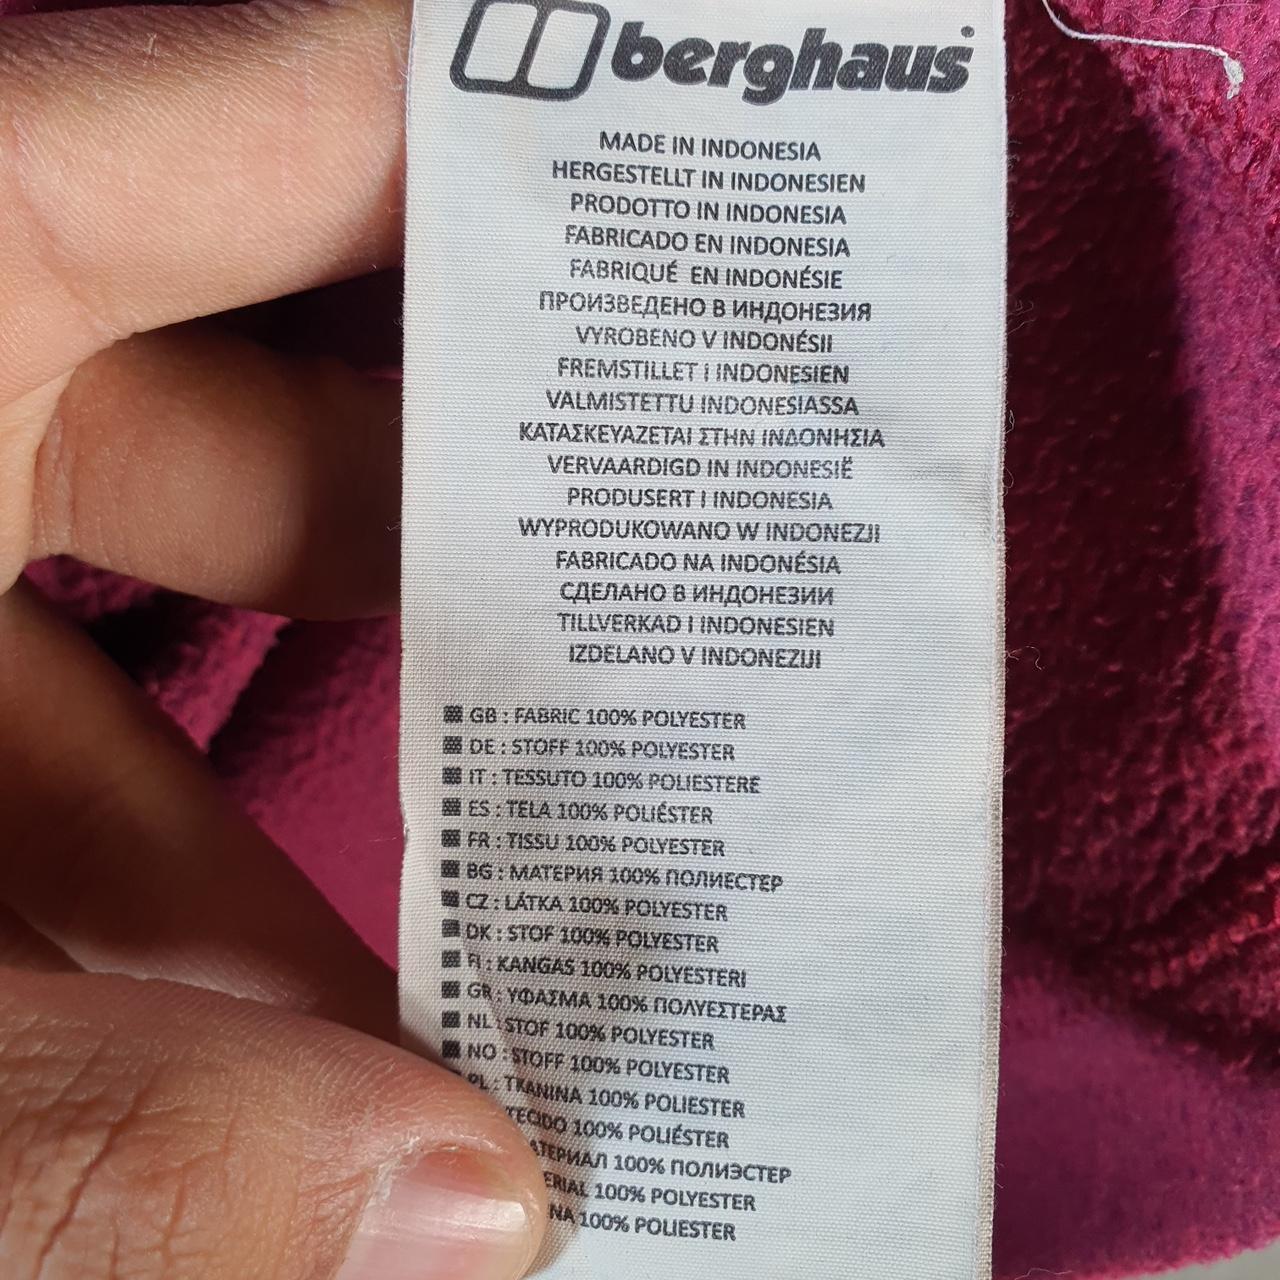 berghaus
MADE IN INDONESIA
HERGESTELLT IN INDONESIEN
PRODOTTO IN INDONESIA
FABRICADO EN INDONESIA
FABRIQUÉ EN INDONÉSIE
ПРОИЗВЕДЕНО В ИНДОНЕЗИЯ
VYROBENO V INDONÉSII
FREMSTILLET I INDONESIEN
VALMISTETTU INDONESIASSA
ΚΑΤΑΣΚΕΥΑΖΕΤΑΙ ΣΤΗΝ ΙΝΔΟΝΗΣΙΑ
VERVAARDIGD IN INDONESIË
PRODUSERT I INDONESIA
WYPRODUKOWANO W INDONEZJI
FABRICADO NA INDONÉSIA
СДЕЛАНО В ИНДОНЕЗИИ
TILLVERKAD I INDONESIEN
IZDELANO V INDONEZIJI
GB : FABRIC 100% POLYESTER
DE : STOFF 100% POLYESTER
IT : TESSUTO 100% POLIESTERE
ES : TELA 100% POLIÉSTER
FR : TISSU 100% POLYESTER
BG : МАТЕРИЯ 100% ПОЛИЕСТЕР
CZ : LÁTKA 100% POLYESTER
DK : STOF 100% POLYESTER
FI : KANGAS 100% POLYESTERI
GR : ΥΦΑΣΜΑ 100% ΠΟΛΥΕΣΤΕΡΑΣ
NL : STOF 100% POLYESTER
NO : STOFF 100% POLYESTER
PL : TKANINA 100% POLIESTER
TECIDO 100% POLIÉSTER
100% ПОЛИЭСТЕР
100% POLYESTER
100% POLIESTER